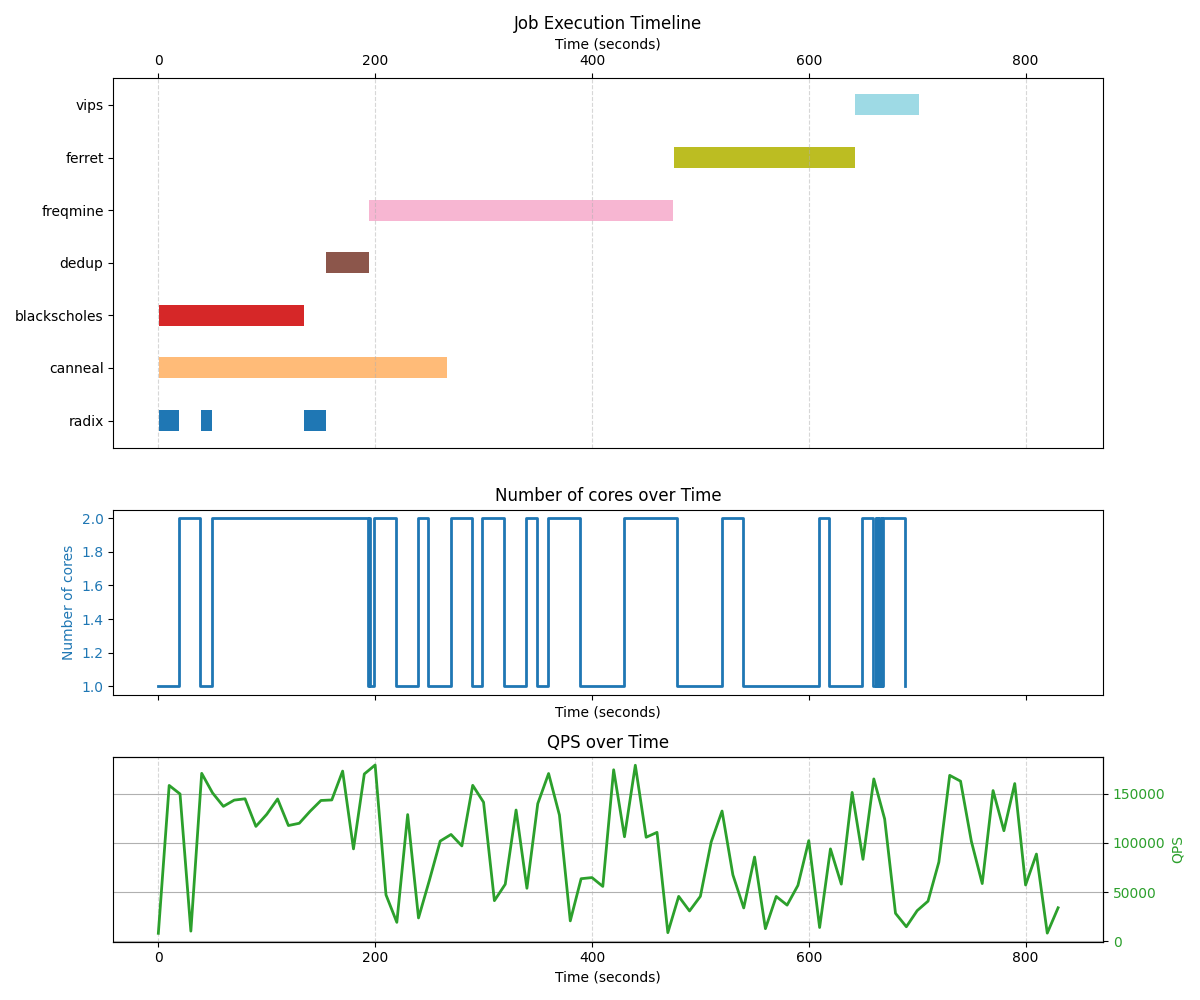 Job Execution Timeline
Time (seconds)
0 200 400 600 800
vips
ferret
freqmine
dedup
blackscholes
canneal
radix
Number of cores over Time
2.0
1.8
1.6
1.4
1.2
1.0
Number of cores
Time (seconds)
QPS over Time
150000
100000
50000
0
QPS
0 200 400 600 800
Time (seconds)